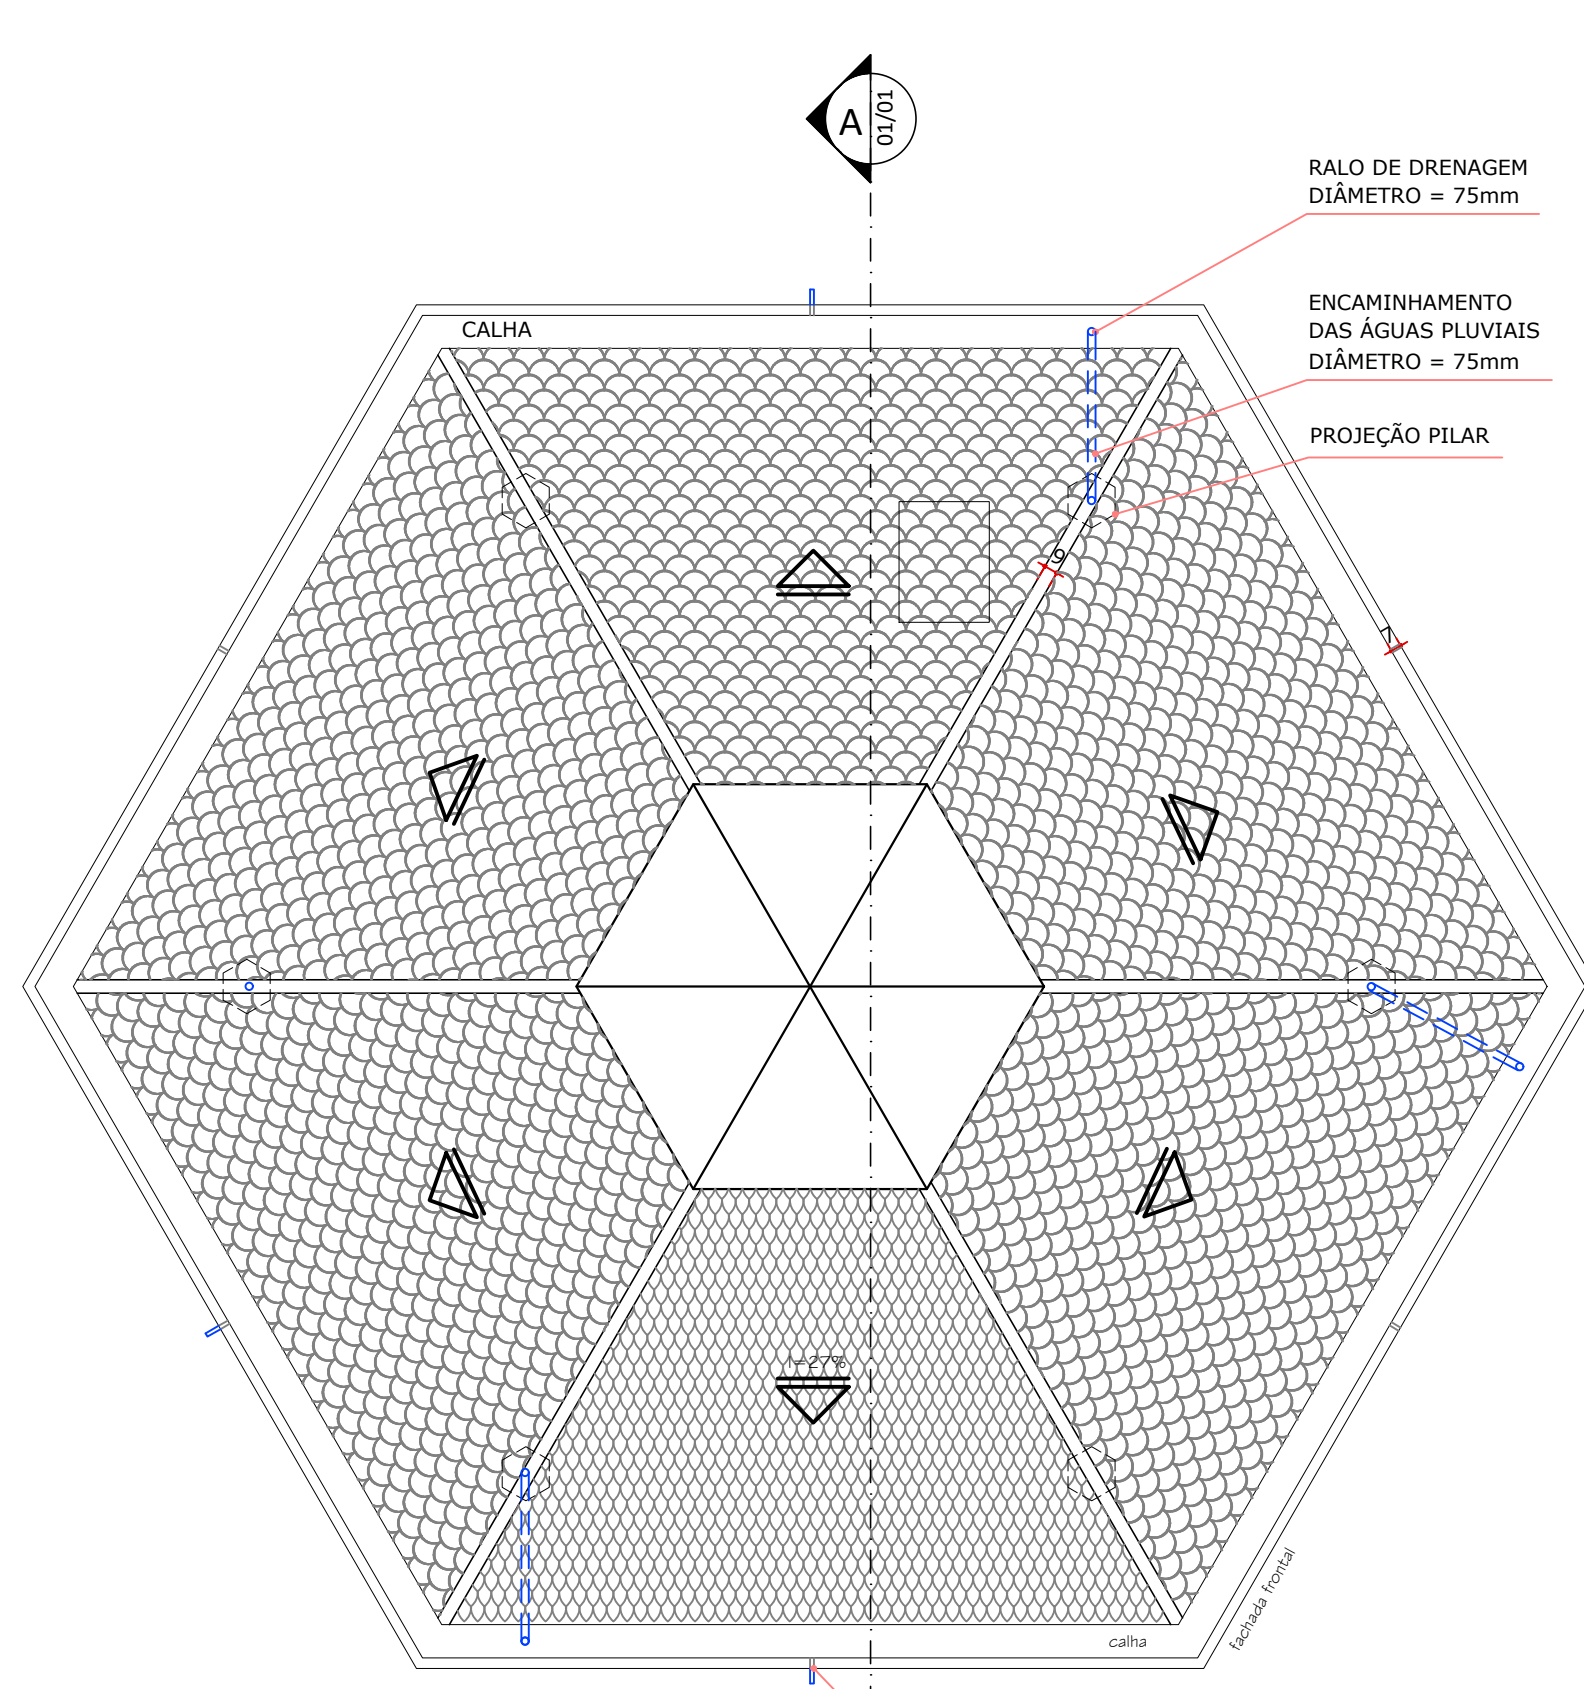 A
01/01
RALO DE DRENAGEM
DIÂMETRO = 75mm
ENCAMINHAMENTO
DAS ÁGUAS PLUVIAIS
DIÂMETRO = 75mm
PROJEÇÃO PILAR
CALHA
9
7
i=27%
calha
fachada frontal